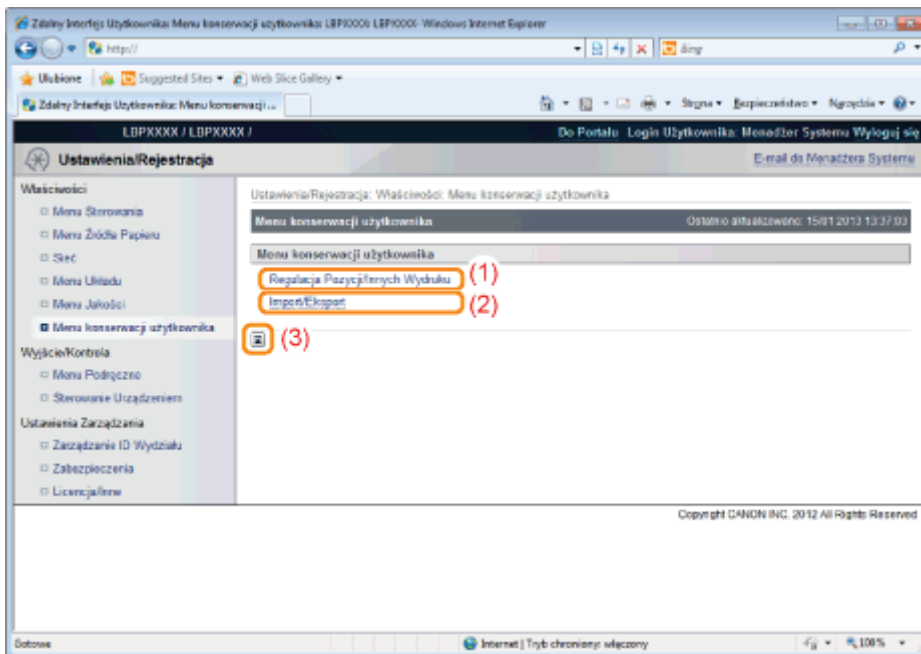 Zdalny Interfejs Użytkownika: Menu konserwacji użytkownika: LBPXXXX LBPXXXX- Windows Internet Explorer
http://
Bing
Ulubione
Suggested Sites
Web Slice Gallery
Zdalny Interfejs Użytkownika: Menu konserwacji ...
Strona
Bezpieczeństwo
Narzędzia
LBPXXXX / LBPXXXX /
Do Portalu Login Użytkownika: Menedżer Systemu Wyloguj się
Ustawienia/Rejestracja
E-mail do Menadżera Systemu
Właściwości
Ustawienia/Rejestracja: Właściwości: Menu konserwacji użytkownika
Menu Sterowania
Menu konserwacji użytkownika
Ostatnio aktualizowano: 15/01 2013 13:37:03
Menu Źródła Papieru
Sieć
Menu konserwacji użytkownika
Menu Układu
Regulacja Pozycji/Innych Wydruku (1)
Menu Jakości
Import/Eksport (2)
Menu konserwacji użytkownika
(3)
Wyjście/Kontrola
Menu Podręczne
Sterowanie Urządzeniem
Ustawienia Zarządzania
Zarządzanie ID Wydziału
Zabezpieczenia
Licencja/Inne
Copyright CANON INC. 2012 All Rights Reserved
Gotowe
Internet | Tryb chroniony: włączony
100%